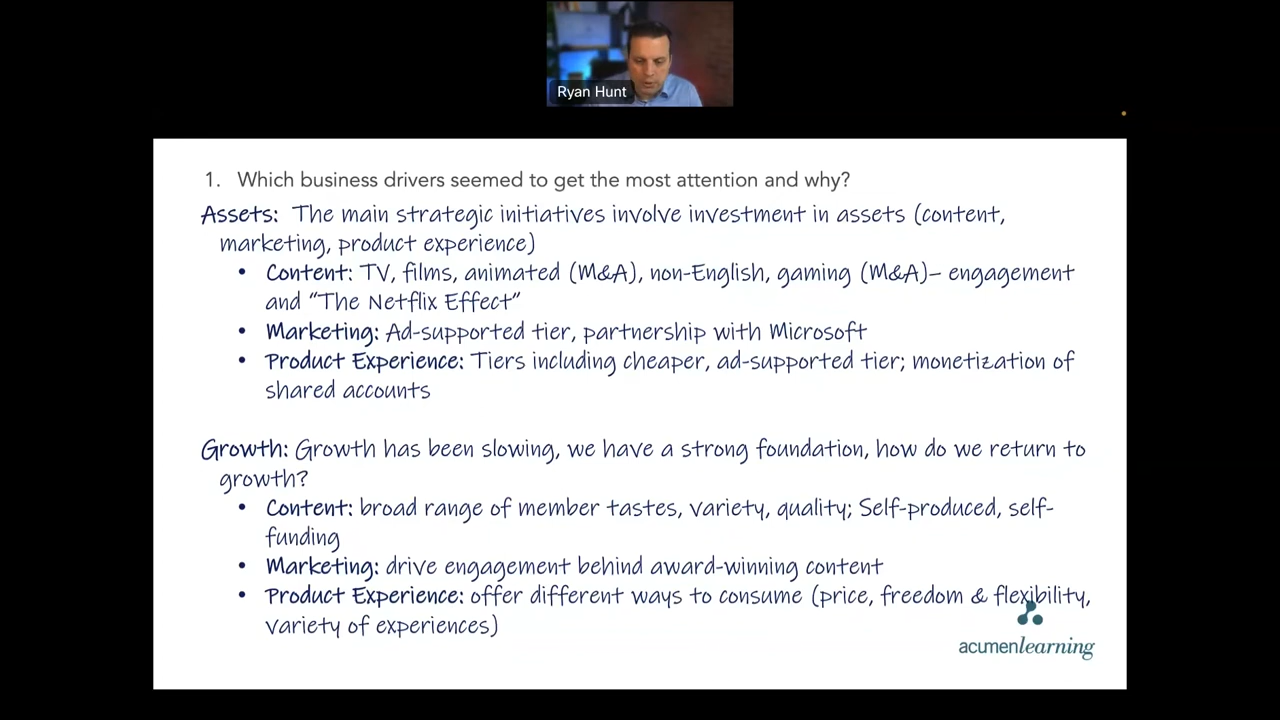 Ryan Hunt
1. Which business drivers seemed to get the most attention and why?
Assets: The main strategic initiatives involve investment in assets (content,
marketing, product experience)
• Content: TV, films, animated (M&A), non-English, gaming (M&A)– engagement
and “The Netflix Effect”
• Marketing: Ad-supported tier, partnership with Microsoft
• Product Experience: Tiers including cheaper, ad-supported tier; monetization of
shared accounts
Growth: Growth has been slowing, we have a strong foundation, how do we return to
growth?
• Content: broad range of member tastes, variety, quality; Self-produced, self-
funding
• Marketing: drive engagement behind award-winning content
• Product Experience: offer different ways to consume (price, freedom & flexibility,
variety of experiences)
acumenlearning